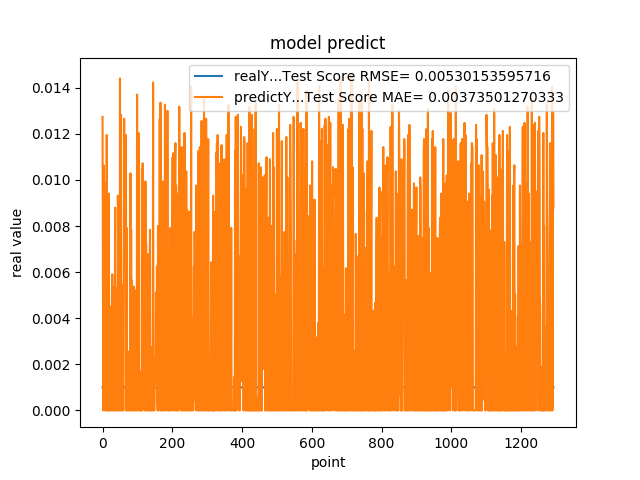 model predict
realY...Test Score RMSE= 0.00530153595716
predictY...Test Score MAE= 0.00373501270333
0.014
0.012
0.010
0.008
0.006
0.004
0.002
0.000
real value
0 200 400 600 800 1000 1200
point